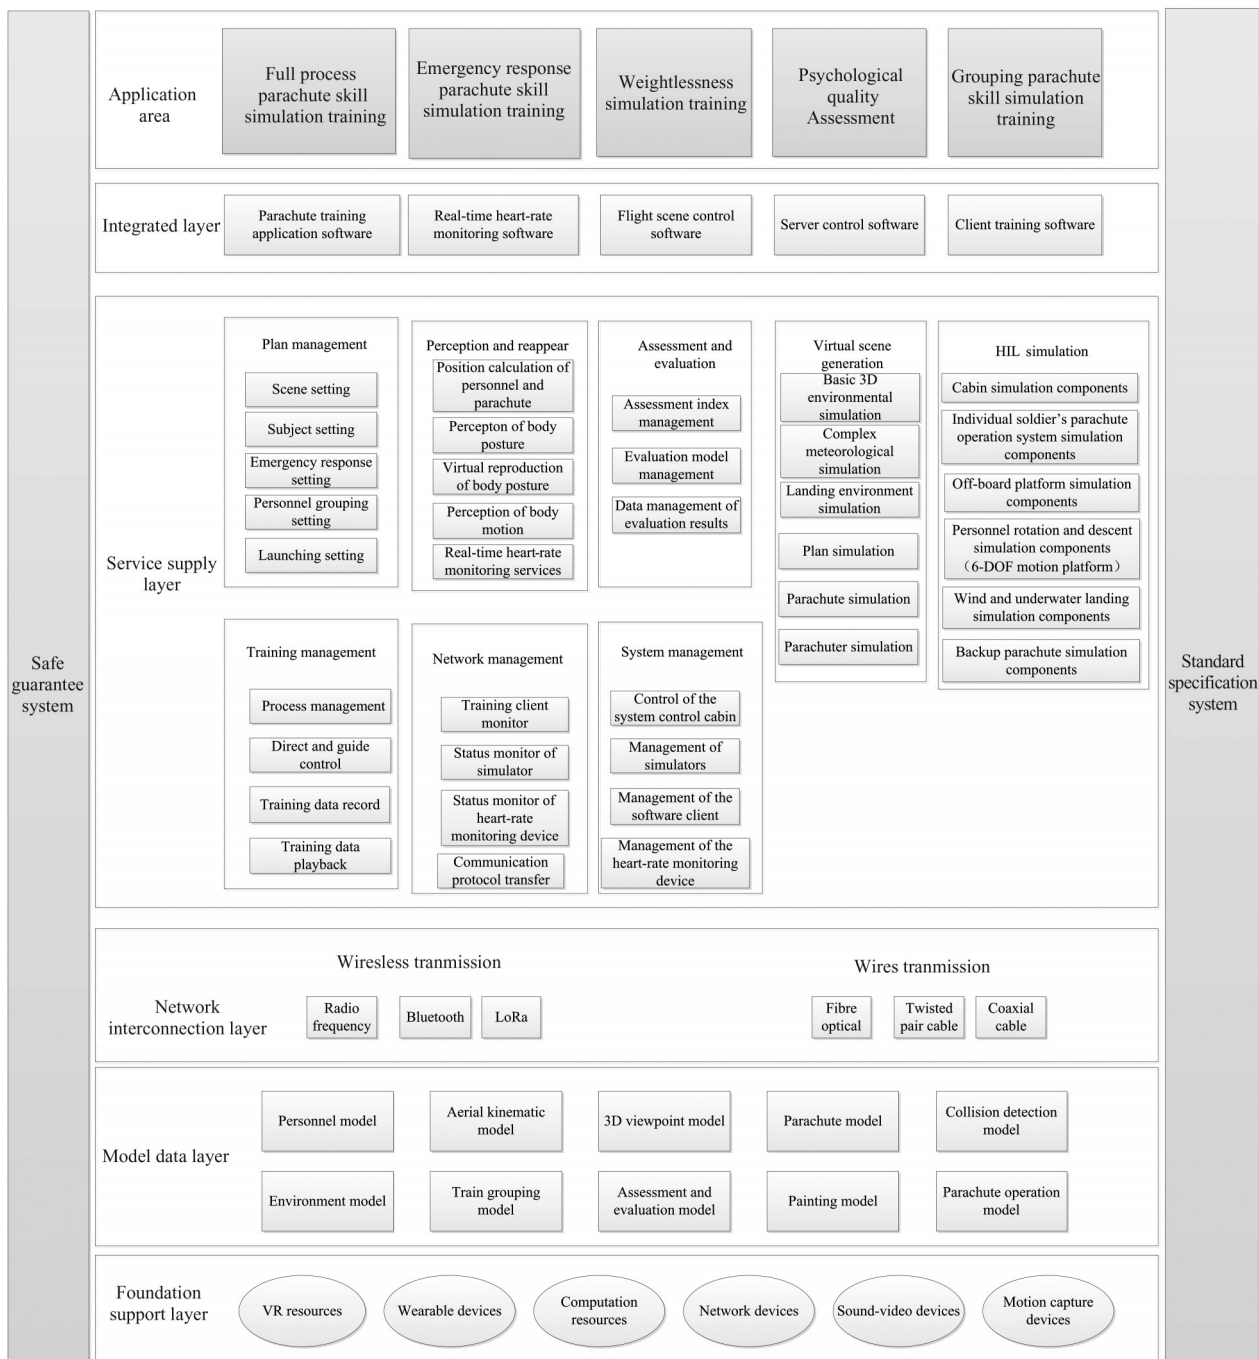 Safe
guarantee
system
Application
area
Full process
parachute skill
simulation training
Emergency response
parachute skill
simulation training
Weightlessness
simulation training
Psychological
quality
Assessment
Grouping parachute
skill simulation
training
Integrated layer
Parachute training
application software
Real-time heart-rate
monitoring software
Flight scene control
software
Server control software
Client training software
Service supply
layer
Plan management
Scene setting
Subject setting
Emergency response
setting
Personnel grouping
setting
Launching setting
Perception and reappear
Position calculation of
personnel and
parachute
Percepton of body
posture
Virtual reproduction
of body posture
Perception of body
motion
Real-time heart-rate
monitoring services
Assessment and
evaluation
Assessment index
management
Evaluation model
management
Data management of
evaluation results
Virtual scene
generation
Basic 3D
environmental
simulation
Complex
meteorological
simulation
Landing environment
simulation
Plan simulation
Parachute simulation
Parachuter simulation
HIL simulation
Cabin simulation components
Individual soldier’s parachute
operation system simulation
components
Off-board platform simulation
components
Personnel rotation and descent
simulation components
（6-DOF motion platform）
Wind and underwater landing
simulation components
Backup parachute simulation
components
Training management
Process management
Direct and guide
control
Training data record
Training data
playback
Network management
Training client
monitor
Status monitor of
simulator
Status monitor of
heart-rate
monitoring device
Communication
protocol transfer
System management
Control of the
system control cabin
Management of
simulators
Management of the
software client
Management of the
heart-rate monitoring
device
Network
interconnection layer
Wiresless tranmission
Radio
frequency
Bluetooth
LoRa
Wires tranmission
Fibre
optical
Twisted
pair cable
Coaxial
cable
Model data layer
Personnel model
Aerial kinematic
model
3D viewpoint model
Parachute model
Collision detection
model
Environment model
Train grouping
model
Assessment and
evaluation model
Painting model
Parachute operation
model
Foundation
support layer
VR resources
Wearable devices
Computation
resources
Network devices
Sound-video devices
Motion capture
devices
Standard
specification
system